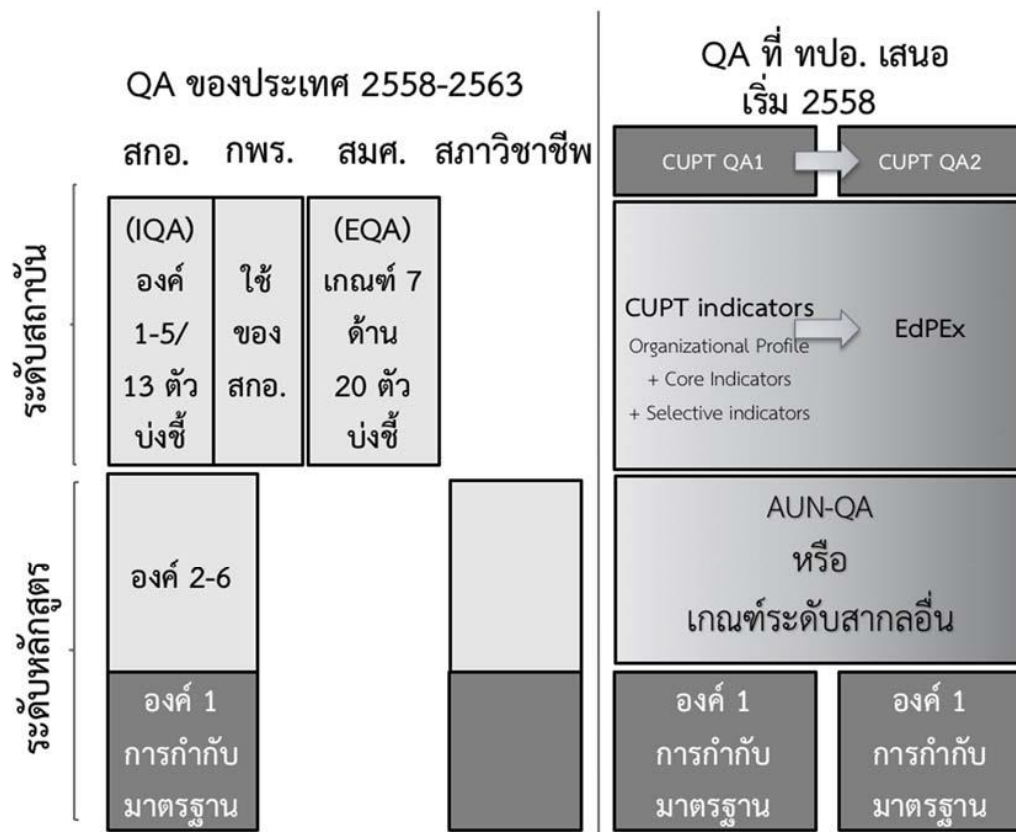 QA ของประเทศ 2558-2563
สกอ. กพร. สมศ. สภาวิชาชีพ
ระดับสถาบัน
(IQA)
องค์
1-5/
13 ตัว
บ่งชี้
ใช้
ของ
สกอ.
(EQA)
เกณฑ์ 7
ด้าน
20 ตัว
บ่งชี้
ระดับหลักสูตร
องค์ 2-6
องค์ 1
การกำกับ
มาตรฐาน
QA ที่ ทปอ. เสนอ
เริ่ม 2558
CUPT QA1
CUPT QA2
CUPT indicators
Organizational Profile
+ Core Indicators
+ Selective indicators
EdPEx
AUN-QA
หรือ
เกณฑ์ระดับสากลอื่น
องค์ 1
การกำกับ
มาตรฐาน
องค์ 1
การกำกับ
มาตรฐาน